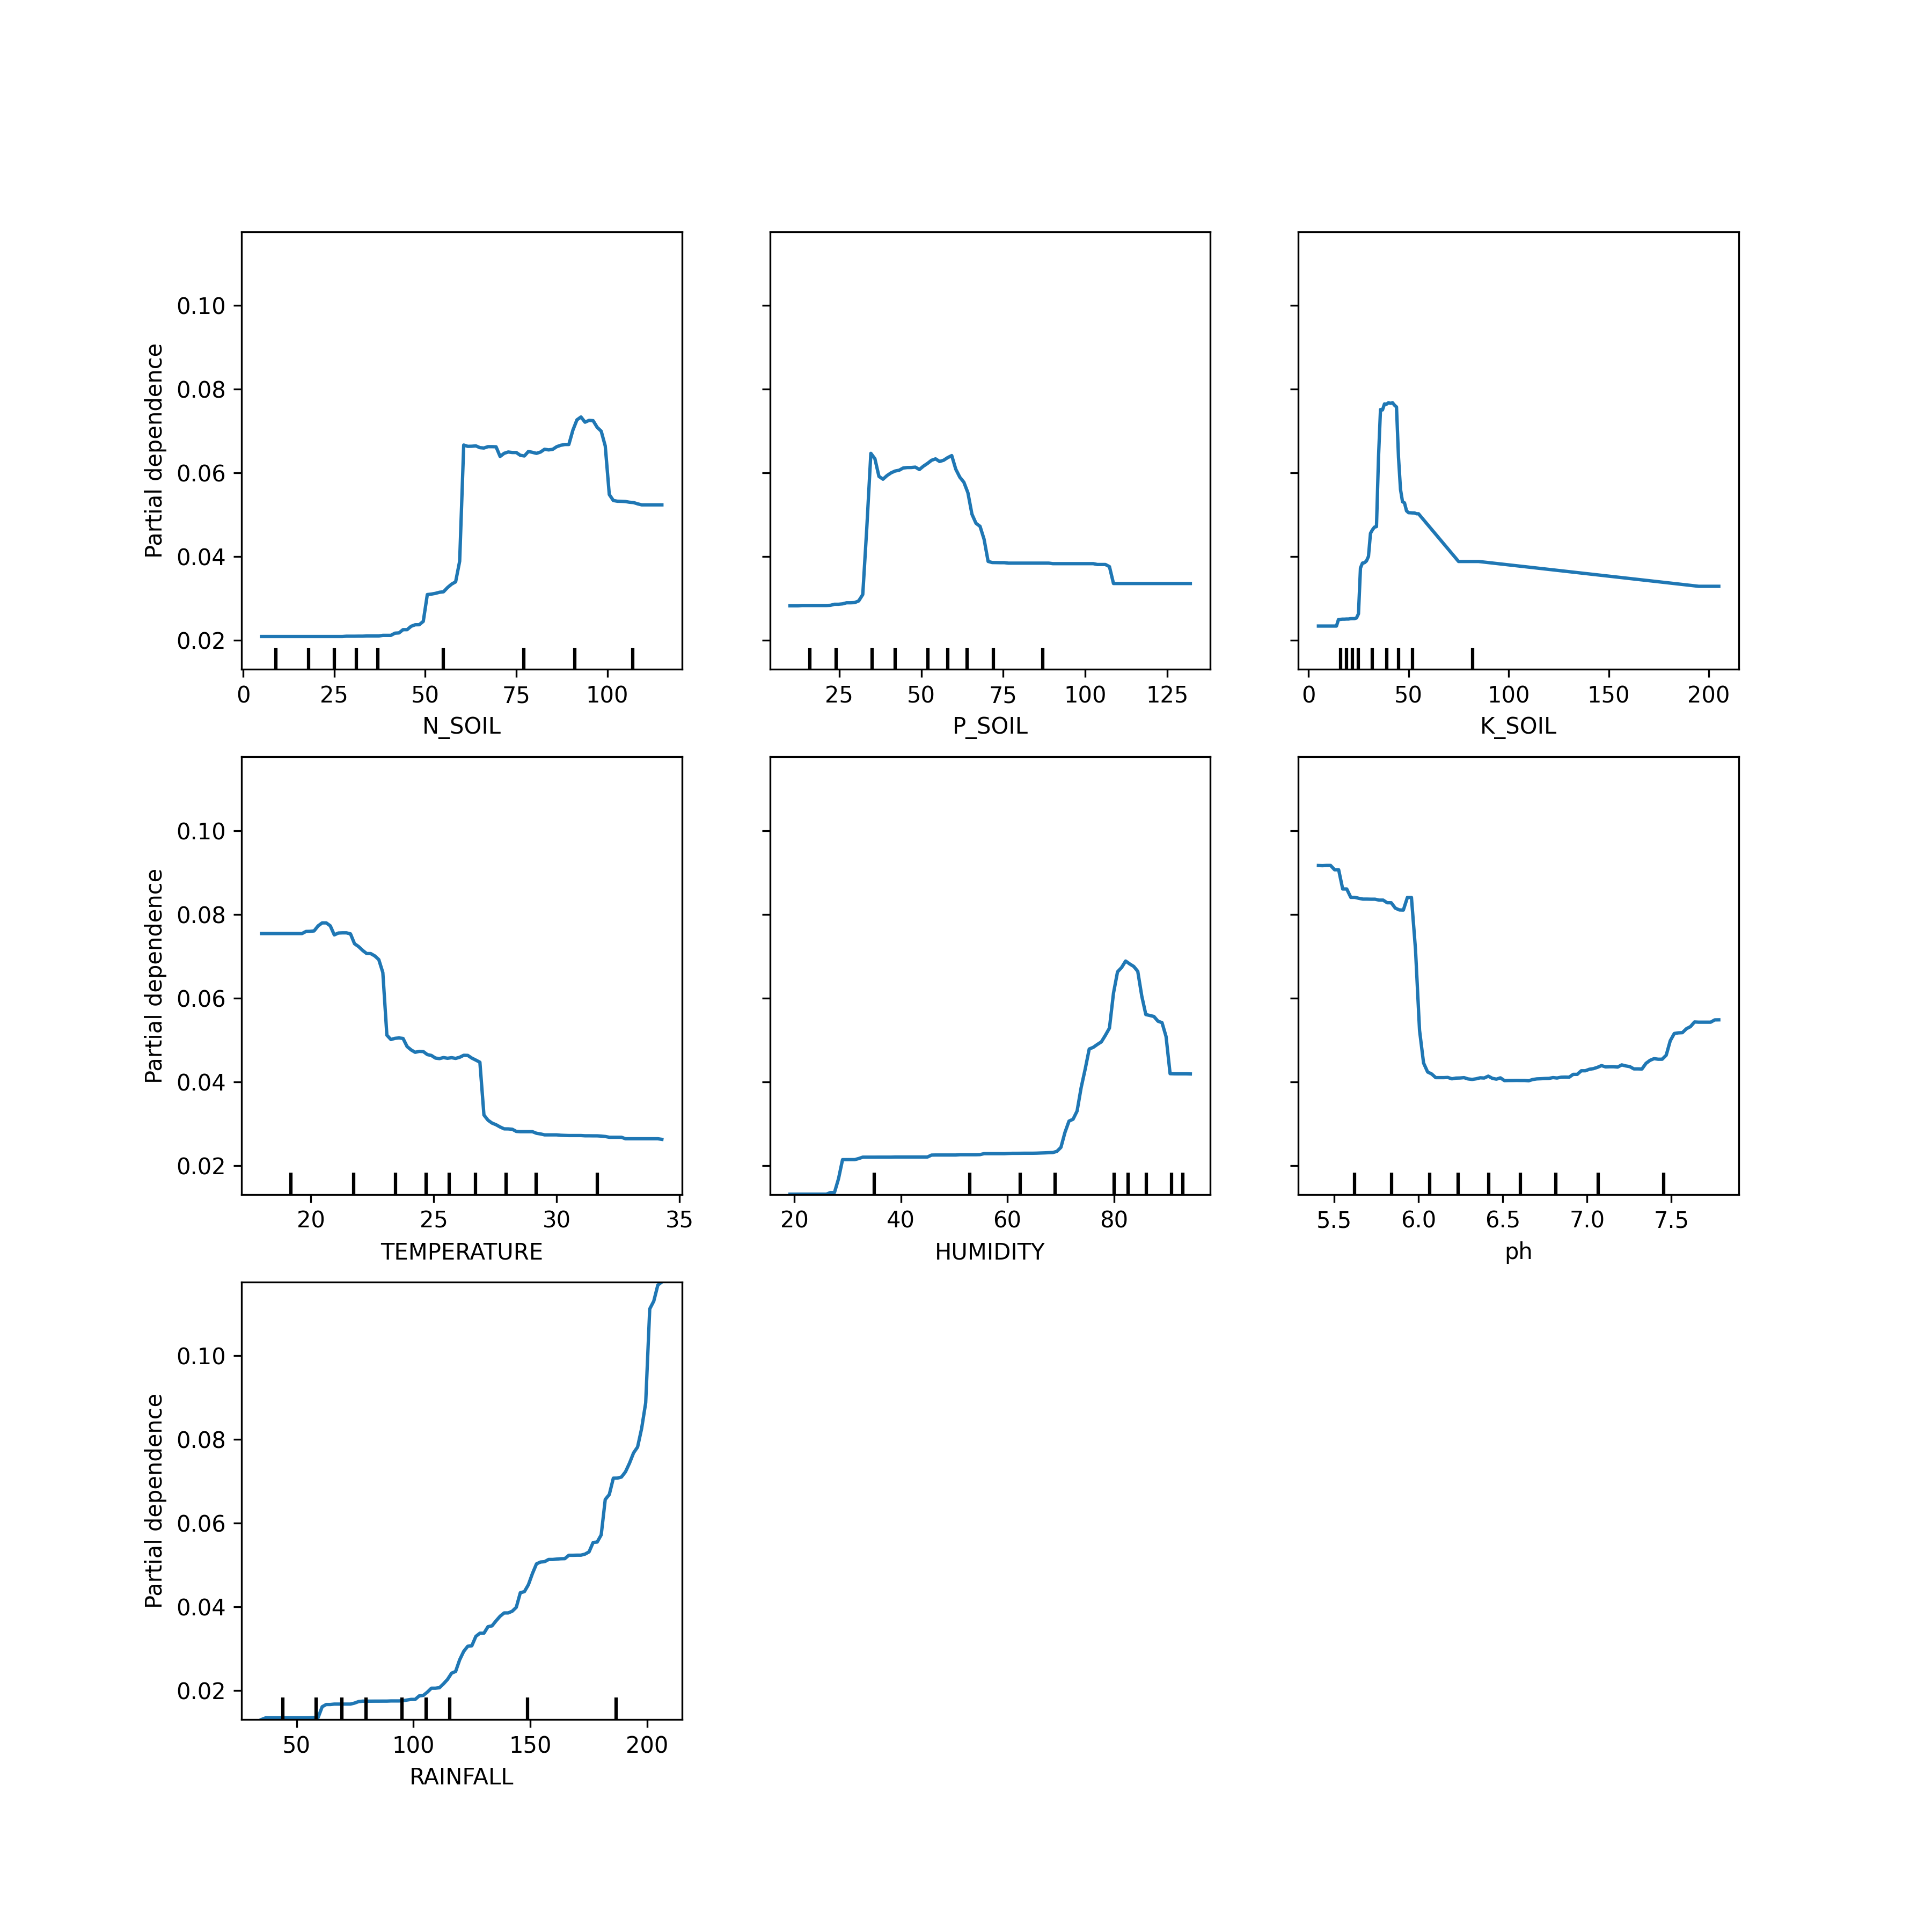 0.10
0.08
0.06
0.04
0.02
Partial dependence
0 25 50 75 100
N_SOIL
25 50 75 100 125
P_SOIL
0 50 100 150 200
K_SOIL
0.10
0.08
0.06
0.04
0.02
Partial dependence
20 25 30 35
TEMPERATURE
20 40 60 80
HUMIDITY
5.5 6.0 6.5 7.0 7.5
ph
0.10
0.08
0.06
0.04
0.02
Partial dependence
50 100 150 200
RAINFALL